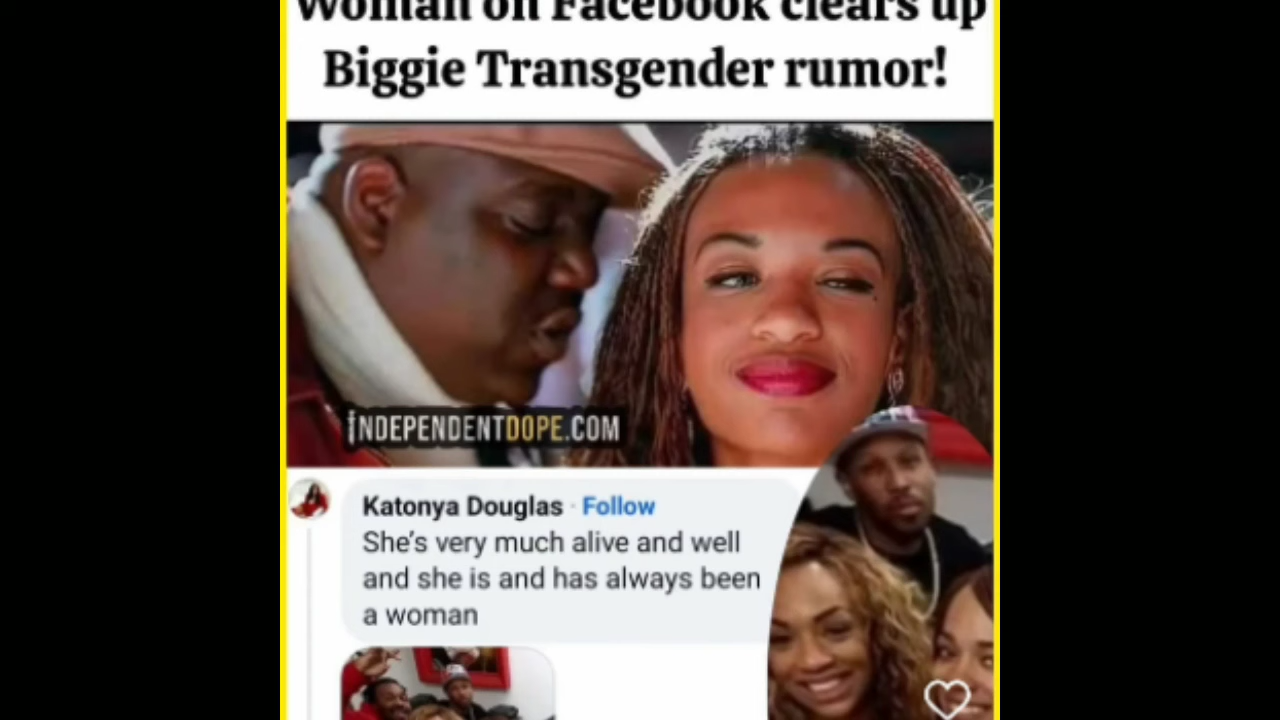 Woman on Facebook clears up
Biggie Transgender rumor!
INDEPENDENTDOPE.COM
Katonya Douglas · Follow
She's very much alive and well
and she is and has always been
a woman